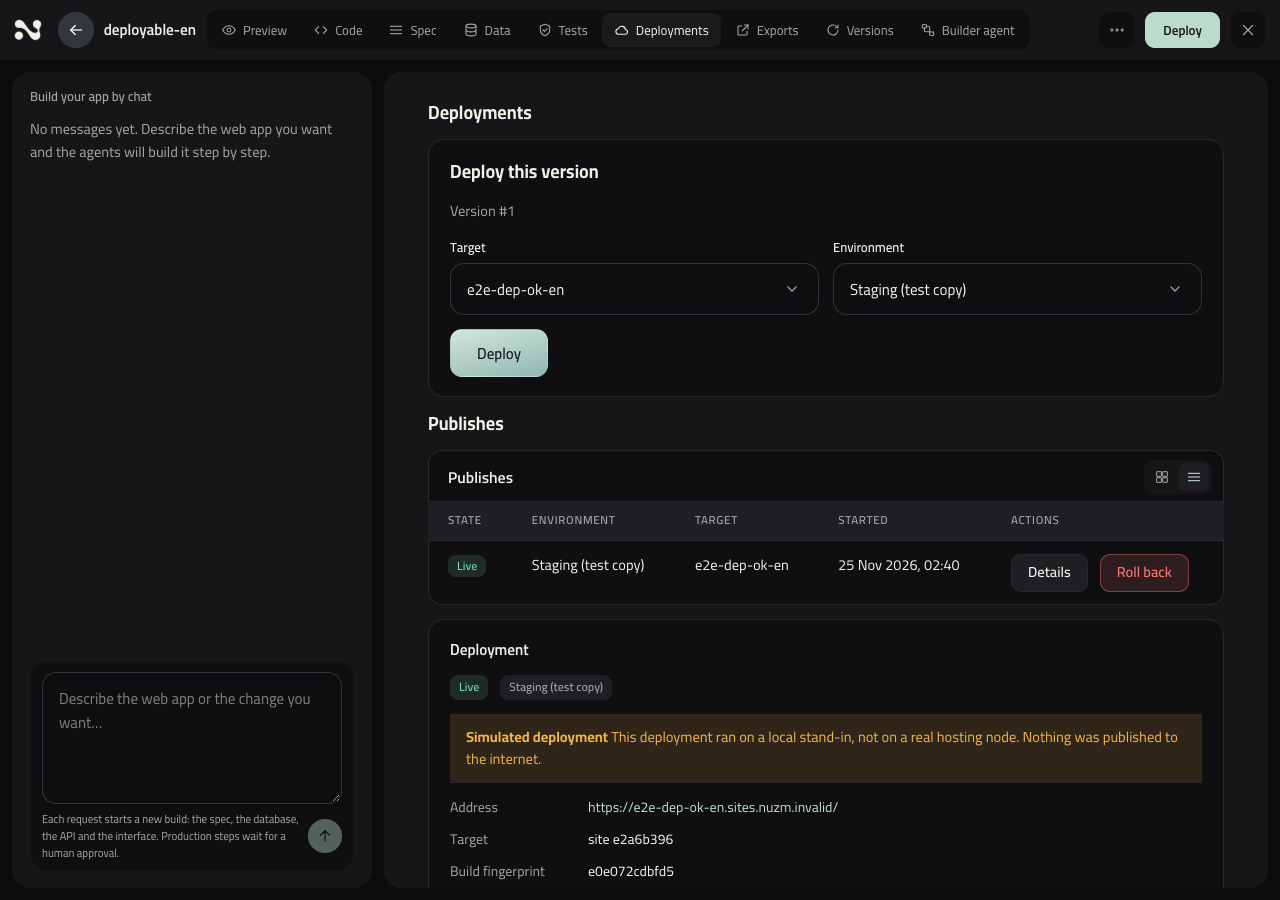 deployable-en
Preview
Code
Spec
Data
Tests
Deployments
Exports
Versions
Builder agent
Deploy
Build your app by chat
No messages yet. Describe the web app you want
and the agents will build it step by step.
Describe the web app or the change you
want...
Each request starts a new build: the spec, the database,
the API and the interface. Production steps wait for a
human approval.
Deployments
Deploy this version
Version #1
Target
Environment
e2e-dep-ok-en
Staging (test copy)
Deploy
Publishes
Publishes
STATE ENVIRONMENT TARGET STARTED ACTIONS
Live Staging (test copy) e2e-dep-ok-en 25 Nov 2026, 02:40 Details Roll back
Deployment
Live Staging (test copy)
Simulated deployment This deployment ran on a local stand-in, not on a real hosting node. Nothing was published to
the internet.
Address https://e2e-dep-ok-en.sites.nuzm.invalid/
Target site e2a6b396
Build fingerprint e0e072cdbfd5